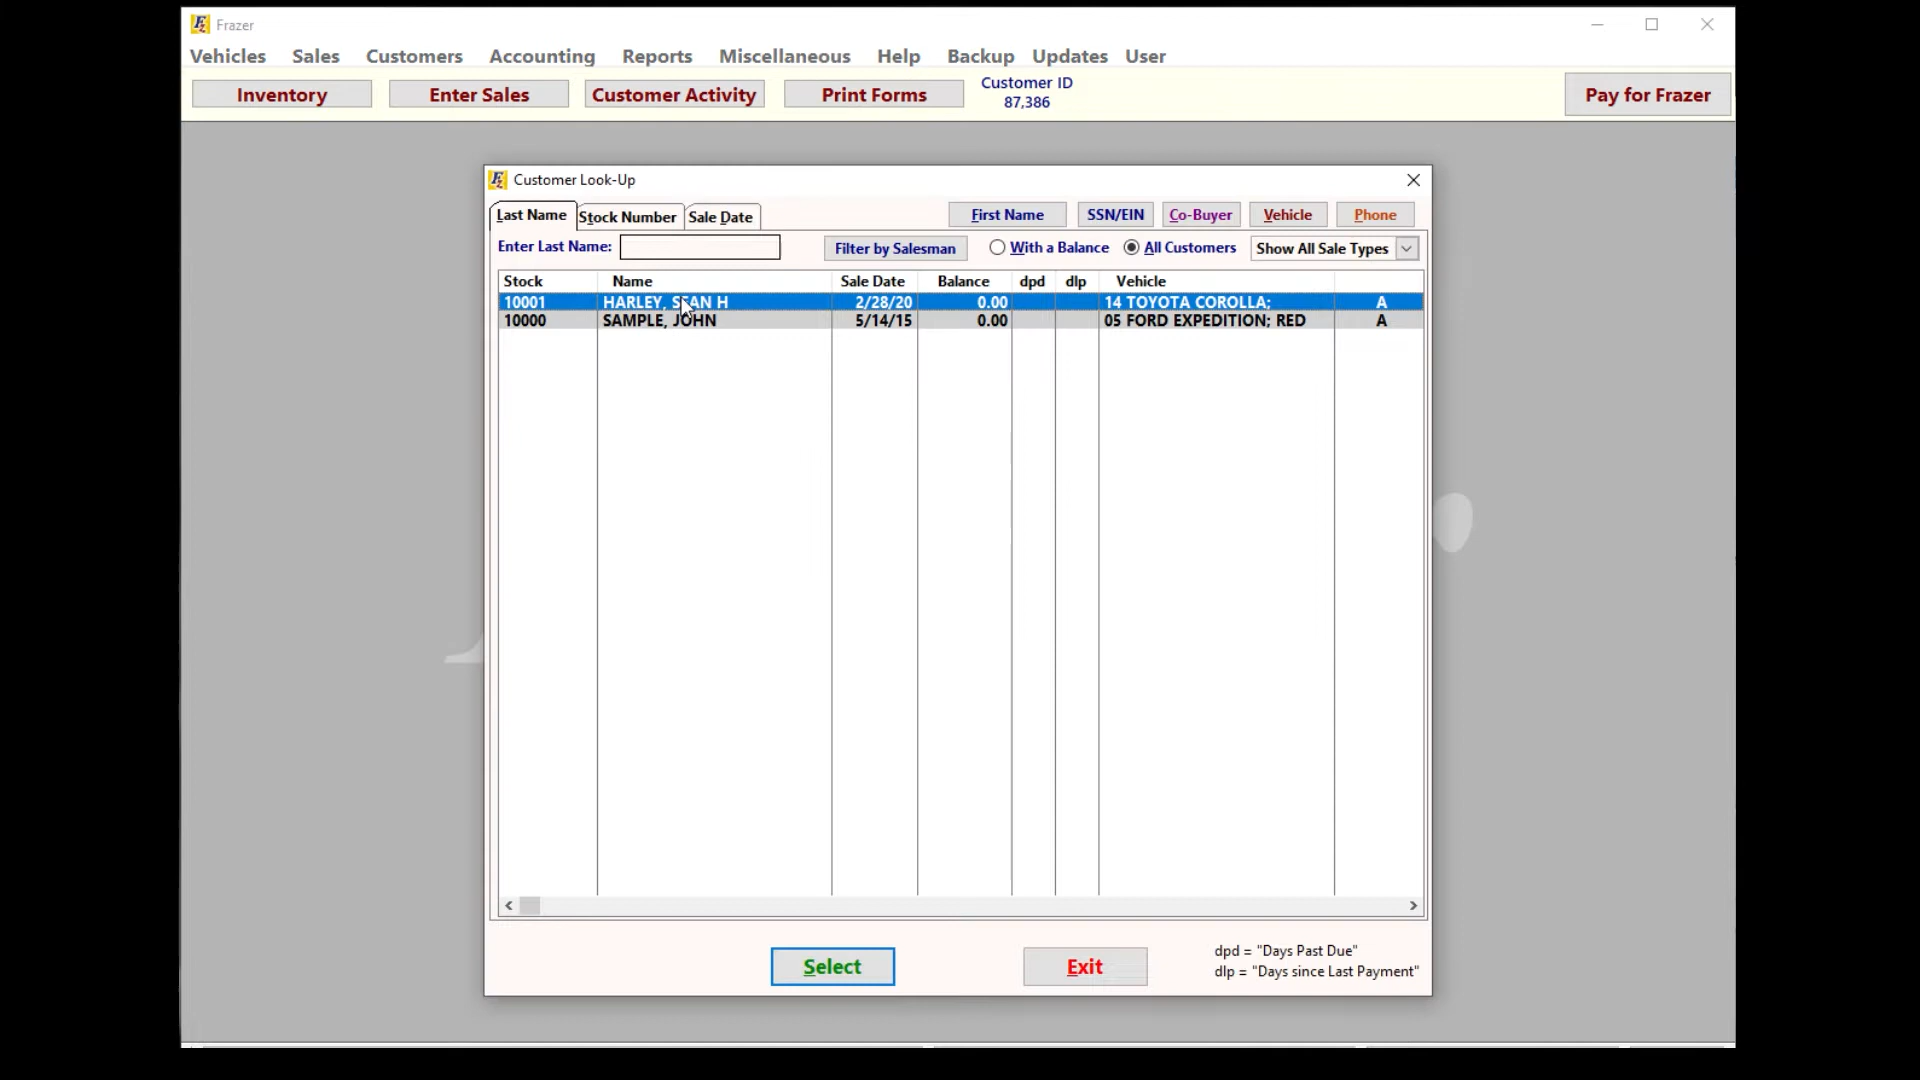 Frazer
Vehicles Sales Customers Accounting Reports Miscellaneous Help Backup Updates User
Inventory Enter Sales Customer Activity Print Forms Customer ID Pay for Frazer
87,386
Customer Look-Up
Last Name Stock Number Sale Date First Name SSN/EIN Co-Buyer Vehicle Phone
Enter Last Name: Filter by Salesman With a Balance All Customers Show All Sale Types
Stock Name Sale Date Balance dpd dlp Vehicle
10001 HARLEY, SEAN H 2/28/20 0.00 14 TOYOTA COROLLA; A
10000 SAMPLE, JOHN 5/14/15 0.00 05 FORD EXPEDITION; RED A
Select Exit dpd = "Days Past Due"
dlp = "Days since Last Payment"